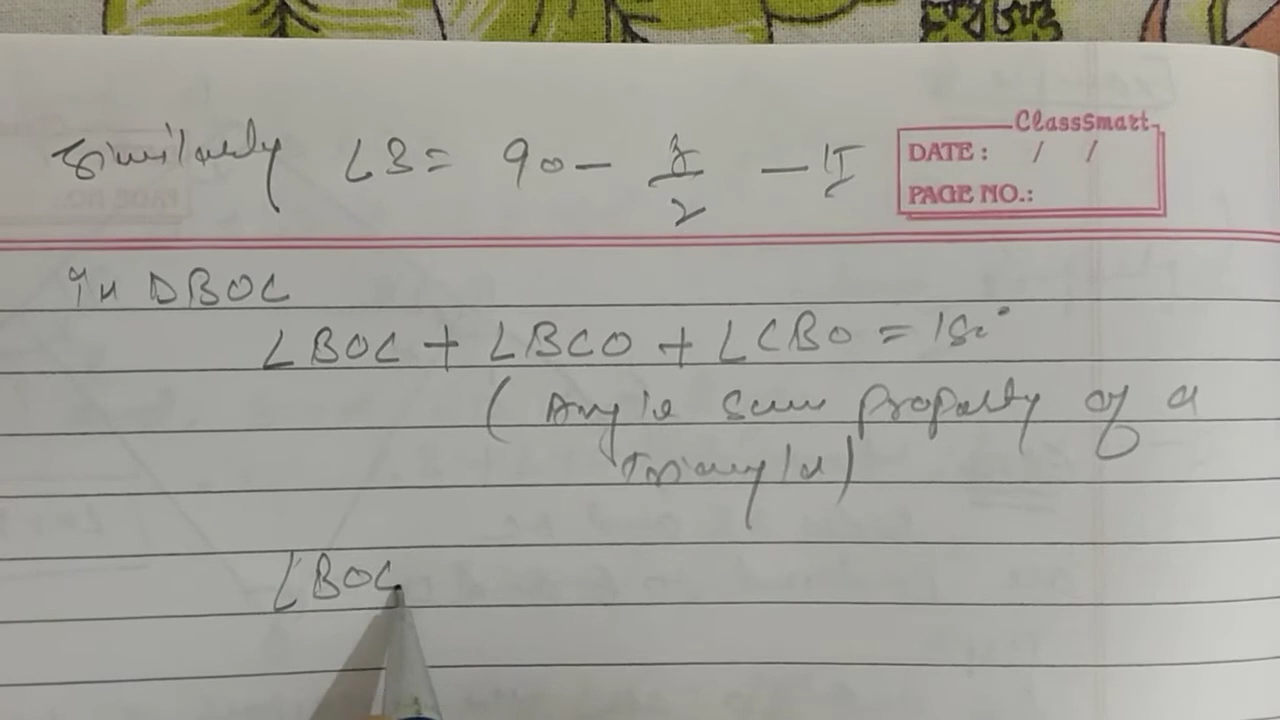 Similarly ∠3 = 90 - z/2 - II
ClassSmart
DATE: / /
PAGE NO.:
In ΔBOC
∠BOC + ∠BCO + ∠CBO = 180°
(Angle sum property of a
triangle)
∠BOC